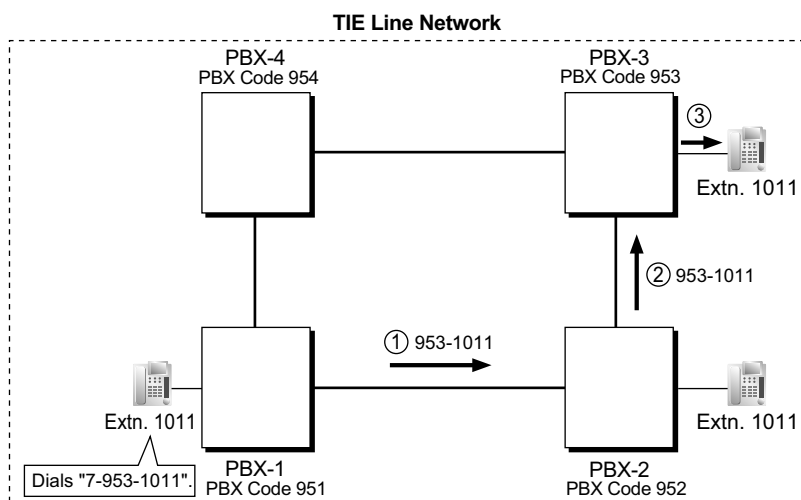 TIE Line Network
PBX-4
PBX Code 954
PBX-3
PBX Code 953
③
Extn. 1011
② 953-1011
① 953-1011
Extn. 1011
Extn. 1011
Dials "7-953-1011".
PBX-1
PBX Code 951
PBX-2
PBX Code 952